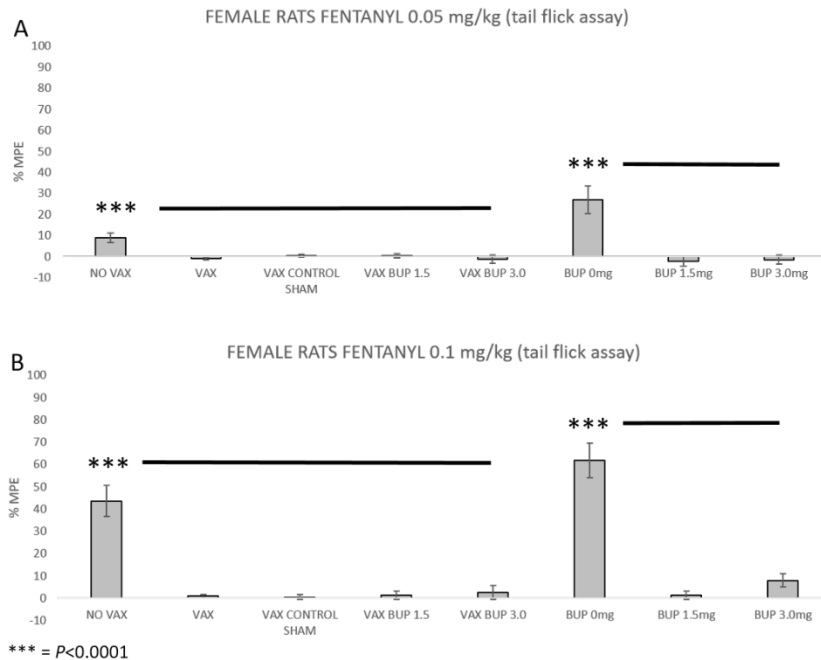 A
FEMALE RATS FENTANYL 0.05 mg/kg (tail flick assay)
100
90
80
70
60
50
40
30
20
10
0
-10
% MPE
***
***
NO VAX
VAX
VAX CONTROL
SHAM
VAX BUP 1.5
VAX BUP 3.0
BUP 0mg
BUP 1.5mg
BUP 3.0mg
B
FEMALE RATS FENTANYL 0.1 mg/kg (tail flick assay)
100
90
80
70
60
50
40
30
20
10
0
-10
% MPE
***
***
NO VAX
VAX
VAX CONTROL
SHAM
VAX BUP 1.5
VAX BUP 3.0
BUP 0mg
BUP 1.5mg
BUP 3.0mg
*** = P<0.0001